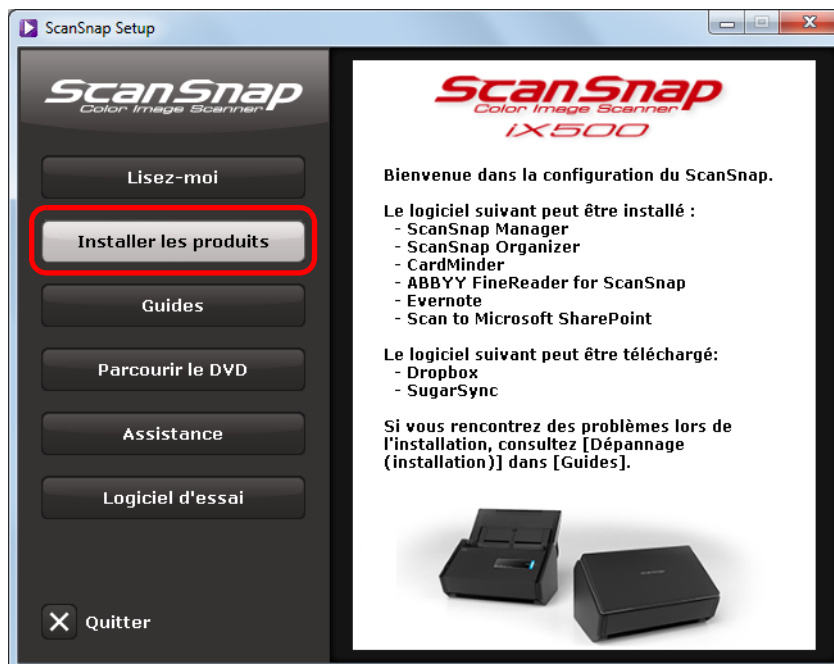 ScanSnap Setup
ScanSnap
Color Image Scanner
Lisez-moi
Installer les produits
Guides
Parcourir le DVD
Assistance
Logiciel d'essai
Quitter
ScanSnap
Color Image Scanner
iX500
Bienvenue dans la configuration du ScanSnap.
Le logiciel suivant peut être installé :
- ScanSnap Manager
- ScanSnap Organizer
- CardMinder
- ABBYY FineReader for ScanSnap
- Evernote
- Scan to Microsoft SharePoint
Le logiciel suivant peut être téléchargé:
- Dropbox
- SugarSync
Si vous rencontrez des problèmes lors de
l'installation, consultez [Dépannage
(installation)] dans [Guides].